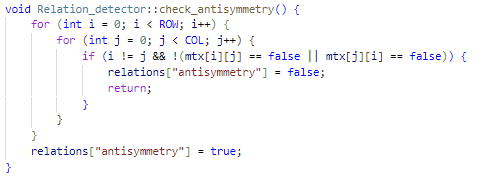 void Relation_detector::check_antisymmetry() {
    for (int i = 0; i < ROW; i++) {
        for (int j = 0; j < COL; j++) {
            if (i != j && !(mtx[i][j] == false || mtx[j][i] == false)) {
                relations["antisymmetry"] = false;
                return;
            }
        }
    }
    relations["antisymmetry"] = true;
}